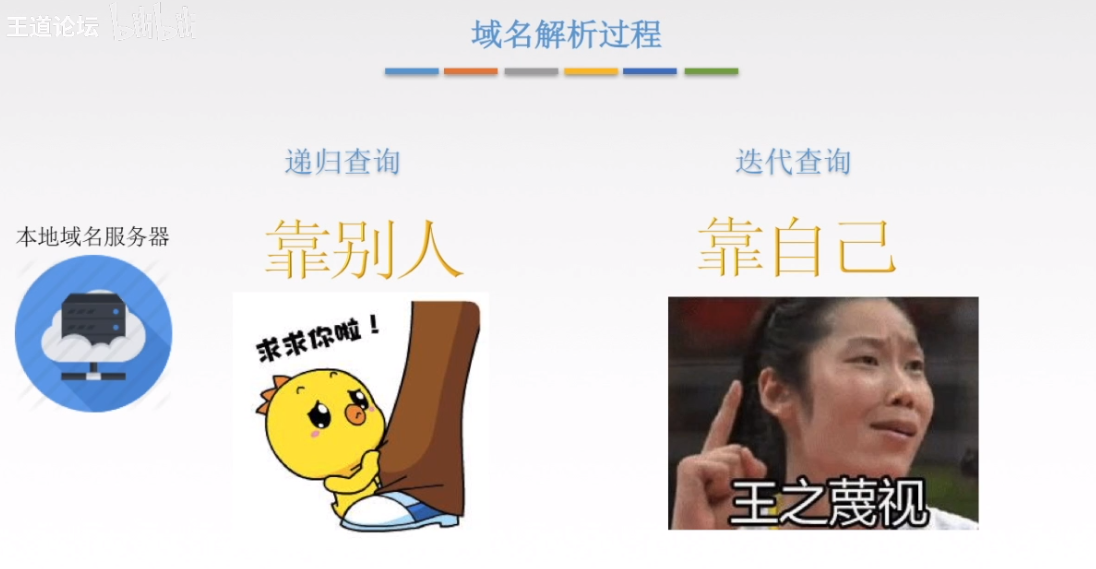 王道论坛 bilibili
域名解析过程
递归查询
迭代查询
本地域名服务器
靠别人
靠自己
求求你啦！
王之蔑视